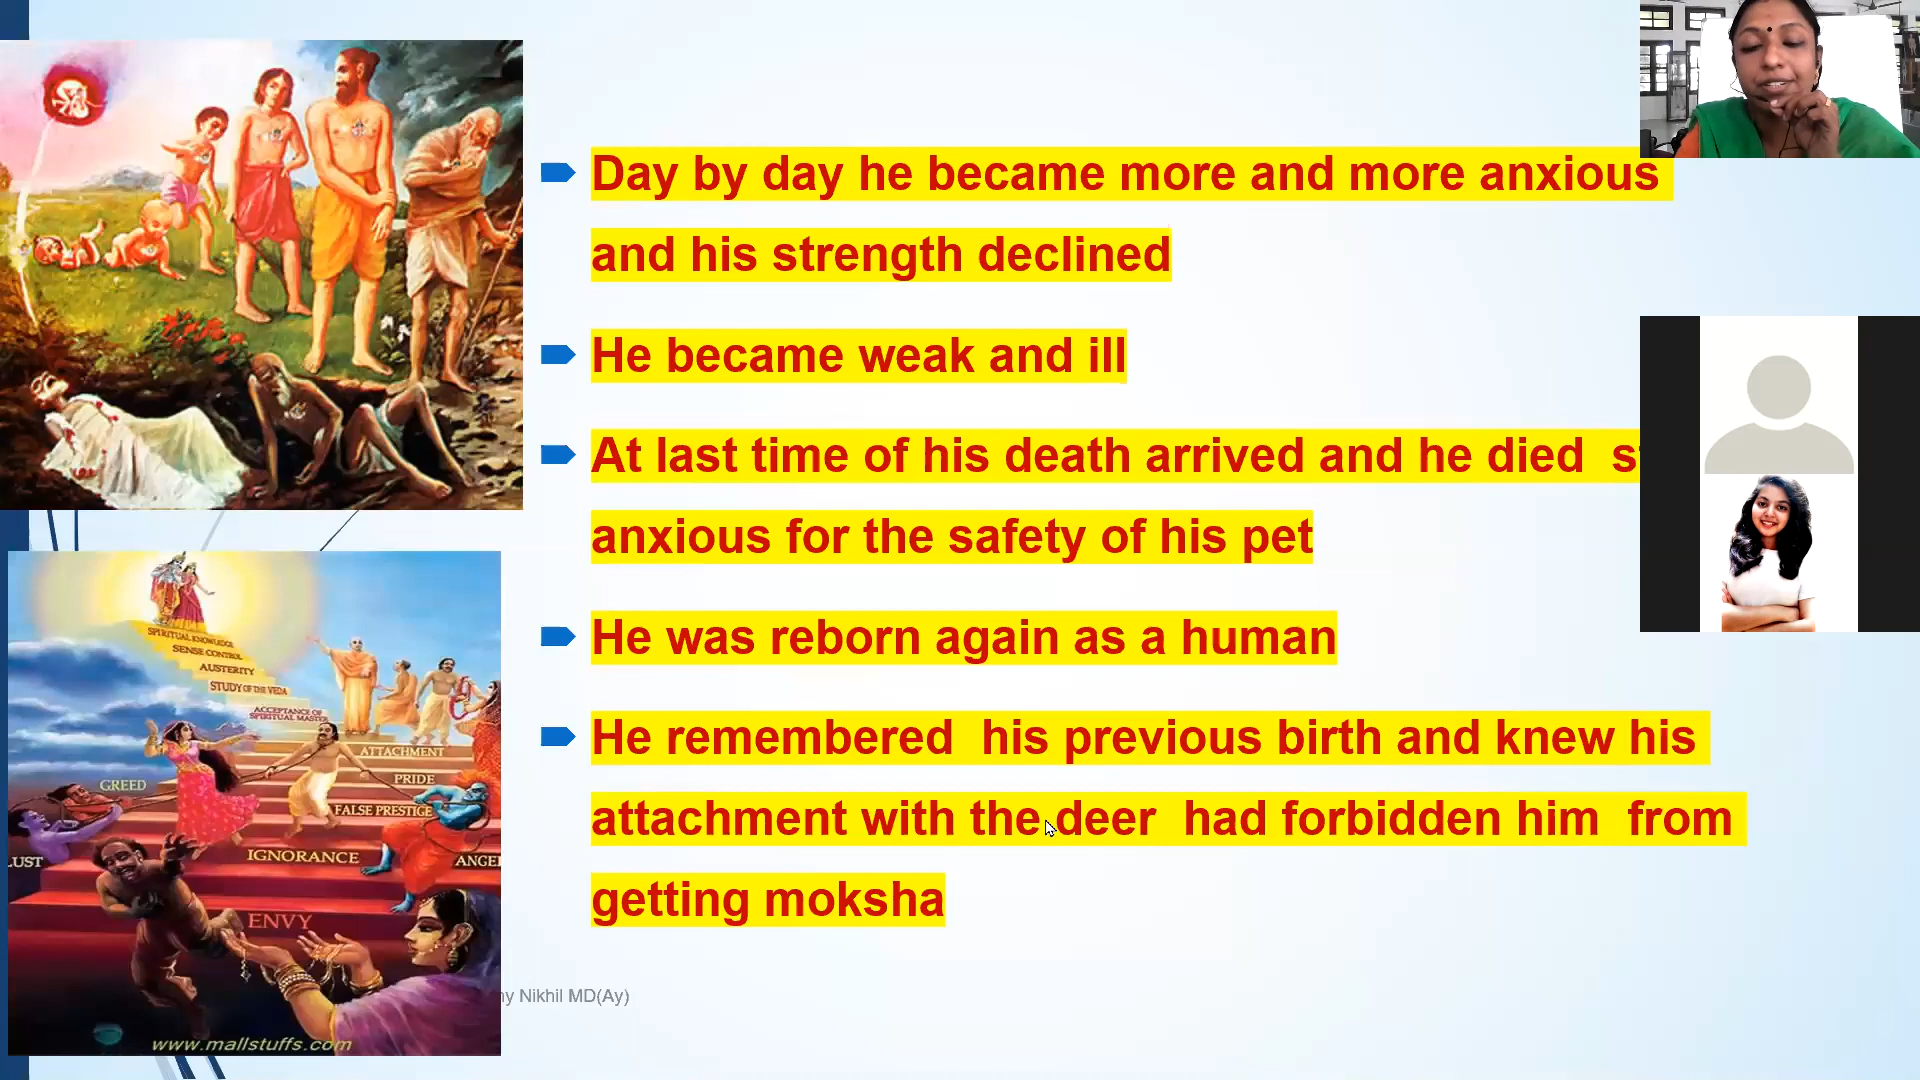 Day by day he became more and more anxious
and his strength declined
He became weak and ill
At last time of his death arrived and he died
anxious for the safety of his pet
He was reborn again as a human
He remembered his previous birth and knew his
attachment with the deer had forbidden him from
getting moksha
SPIRITUAL KNOWLEDGE
SENSE CONTROL
AUSTERITY
STUDY OF THE VEDA
ACCEPTANCE OF
SPIRITUAL MASTER
ATTACHMENT
PRIDE
GREED
FALSE PRESTIGE
LUST
IGNORANCE
ANGE
ENVY
www.mallstuffs.com
Nikhil MD(Ay)